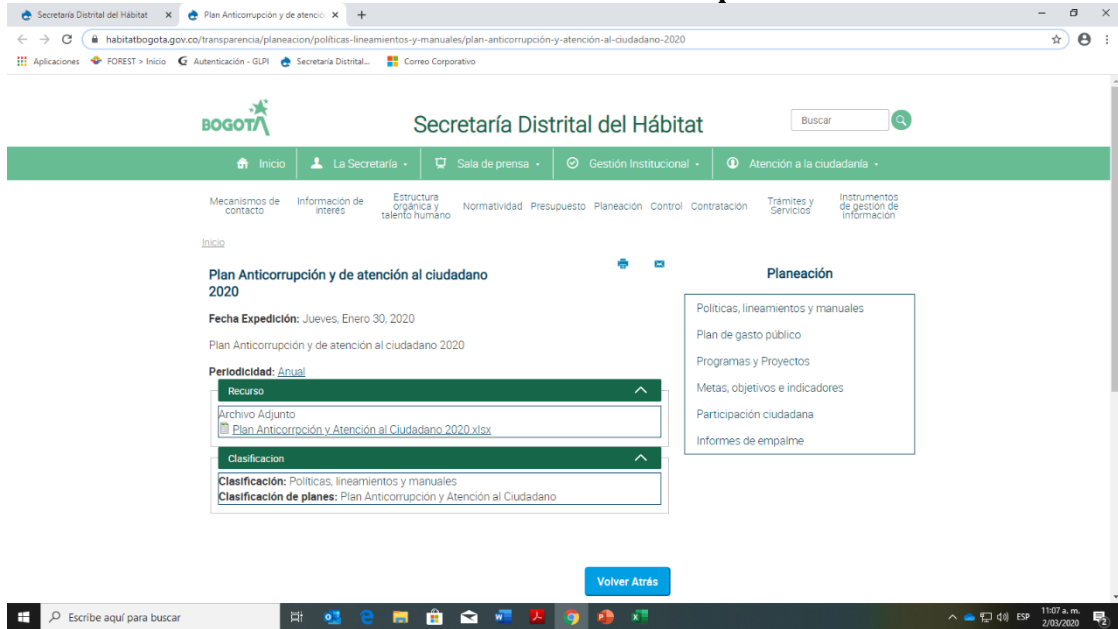 Secretaría Distrital del Hábitat
Plan Anticorrupción y de atenció
habitatbogota.gov.co/transparencia/planeacion/políticas-lineamientos-y-manuales/plan-anticorrupción-y-atención-al-ciudadano-2020
Aplicaciones FOREST > Inicio Autenticación - GLPI Secretaría Distrital... Correo Corporativo
BOGOTÁ
Secretaría Distrital del Hábitat
Buscar
Inicio La Secretaría Sala de prensa Gestión Institucional Atención a la ciudadanía
Mecanismos de contacto
Información de interés
Estructura orgánica y talento humano
Normatividad Presupuesto Planeación Control Contratación
Trámites y Servicios
Instrumentos de gestión de información
Inicio
Plan Anticorrupción y de atención al ciudadano
2020
Fecha Expedición: Jueves, Enero 30, 2020
Plan Anticorrupción y de atención al ciudadano 2020
Periodicidad: Anual
Recurso
Archivo Adjunto
Plan Anticorrpción y Atención al Ciudadano 2020.xlsx
Clasificacion
Clasificación: Políticas, lineamientos y manuales
Clasificación de planes: Plan Anticorrupción y Atención al Ciudadano
Planeación
Políticas, lineamientos y manuales
Plan de gasto público
Programas y Proyectos
Metas, objetivos e indicadores
Participación ciudadana
Informes de empalme
Volver Atrás
Escribe aquí para buscar
ESP
11:07 a. m.
2/03/2020